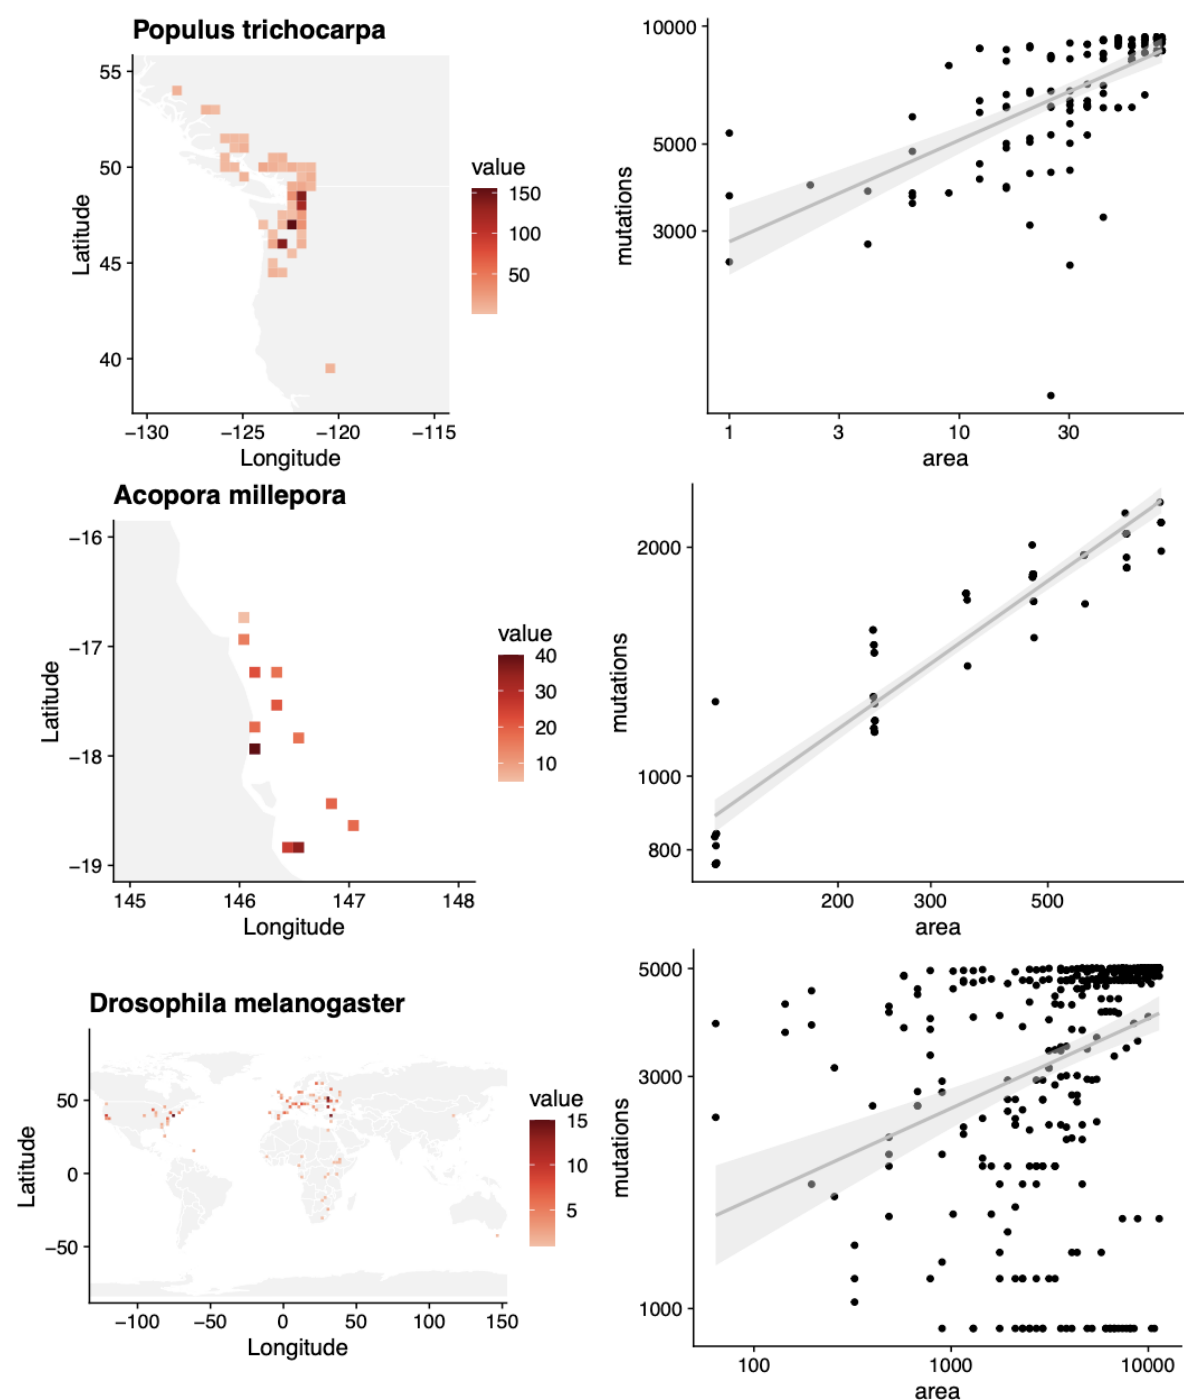 Populus trichocarpa
55
50
45
40
Latitude
−130 −125 −120 −115
Longitude
value
150
100
50
10000
5000
3000
mutations
1 3 10 30
area
Acopora millepora
−16
−17
−18
−19
Latitude
145 146 147 148
Longitude
value
40
30
20
10
2000
1000
800
mutations
200 300 500
area
Drosophila melanogaster
50
0
−50
Latitude
−100 −50 0 50 100 150
Longitude
value
15
10
5
5000
3000
1000
mutations
100 1000 10000
area